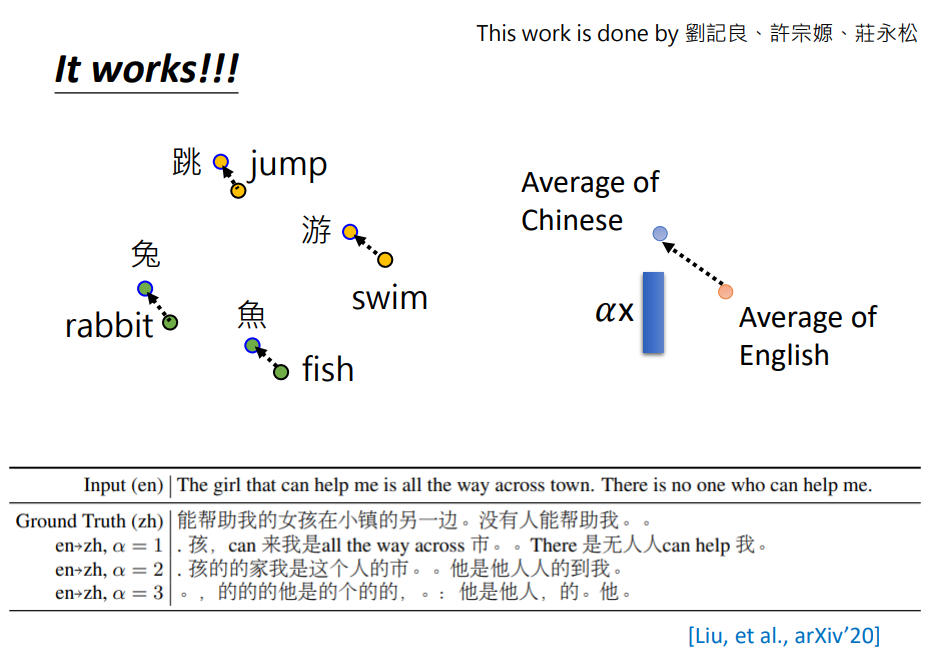 This work is done by 劉記良、許宗嫄、莊永松
It works!!!
跳 jump
游
swim
兔
rabbit
魚
fish
Average of
Chinese
αx
Average of
English
Input (en) The girl that can help me is all the way across town. There is no one who can help me.
Ground Truth (zh) 能帮助我的女孩在小镇的另一边。没有人能帮助我。。
en→zh, α = 1 . 孩，can 来我是all the way across 市。。There 是无人人can help 我。
en→zh, α = 2 . 孩的的家我是这个人的市。。他是他人人的到我。
en→zh, α = 3 。，的的的他是的个的的，。：他是他人，的。他。
[Liu, et al., arXiv’20]